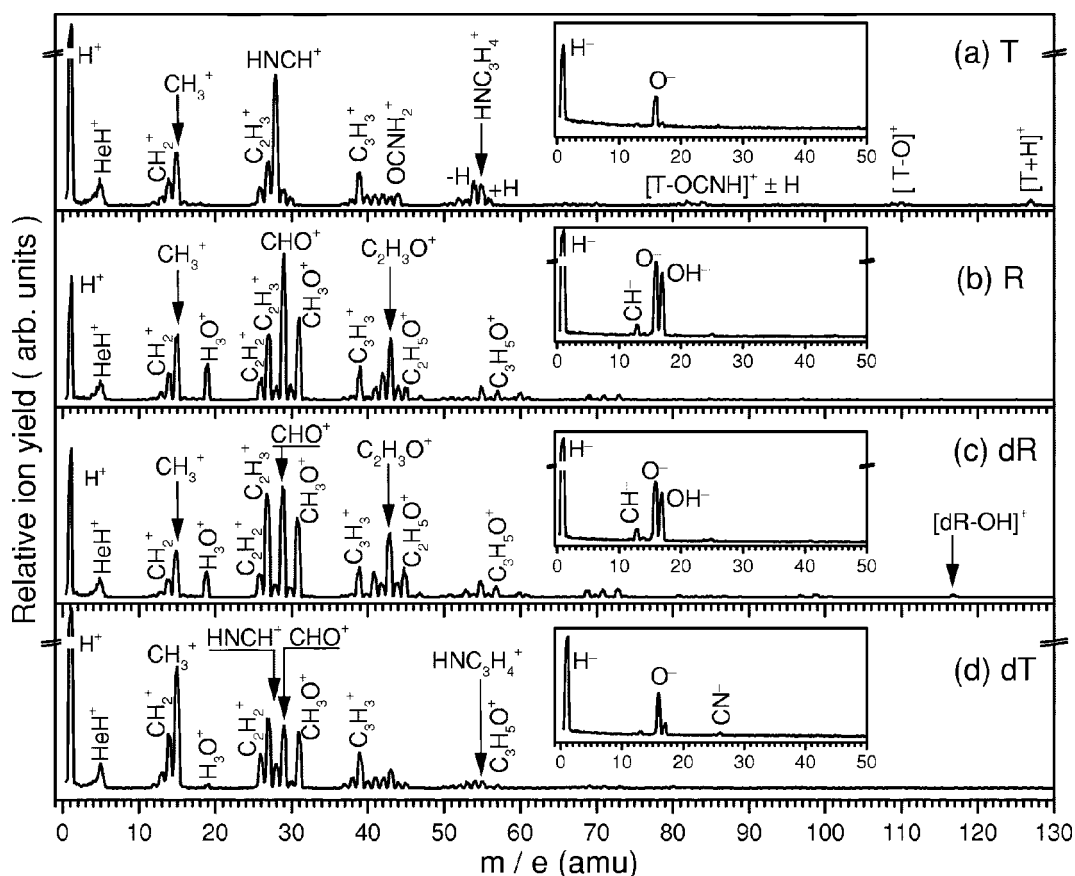 Relative ion yield ( arb. units)
(a) T
H⁺
HeH⁺
CH₂⁺
CH₃⁺
C₂H₃⁺
HNCH⁺
C₃H₃⁺
OCNH₂⁺
HNC₃H₄⁺
-H
+H
[T-OCNH]⁺ ± H
[ T-O]⁺
[T+H]⁺
H⁻
O⁻
0 10 20 30 40 50
(b) R
H⁺
HeH⁺
CH₂⁺
CH₃⁺
H₃O⁺
C₂H₂⁺
C₂H₃⁺
CHO⁺
CH₃O⁺
C₃H₃⁺
C₂H₃O⁺
C₂H₅O⁺
C₃H₅O⁺
H⁻
CH⁻
O⁻
OH⁻
0 10 20 30 40 50
(c) dR
H⁺
HeH⁺
CH₂⁺
CH₃⁺
H₃O⁺
C₂H₂⁺
C₂H₃⁺
CHO⁺
CH₃O⁺
C₃H₃⁺
C₂H₃O⁺
C₂H₅O⁺
C₃H₅O⁺
[dR-OH]⁺
H⁻
CH⁻
O⁻
OH⁻
0 10 20 30 40 50
(d) dT
H⁺
HeH⁺
CH₂⁺
CH₃⁺
H₃O⁺
C₂H₂⁺
HNCH⁺ CHO⁺
CH₃O⁺
C₃H₃⁺
HNC₃H₄⁺
C₃H₅O⁺
H⁻
O⁻
CN⁻
0 10 20 30 40 50
0 10 20 30 40 50 60 70 80 90 100 110 120 130
m / e (amu)